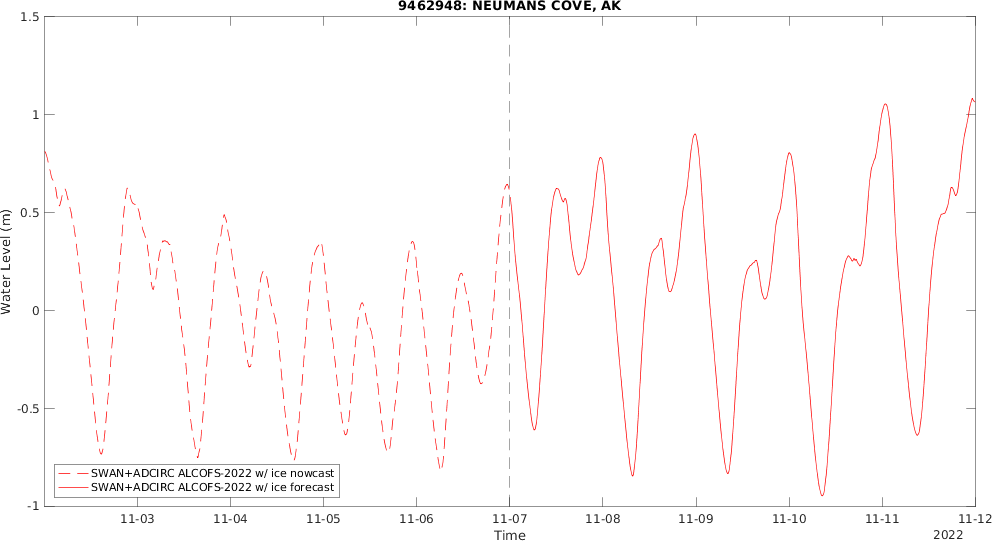 9462948: NEUMANS COVE, AK
1.5
1
0.5
0
-0.5
-1
Water Level (m)
SWAN+ADCIRC ALCOFS-2022 w/ ice nowcast
SWAN+ADCIRC ALCOFS-2022 w/ ice forecast
11-03 11-04 11-05 11-06 11-07 11-08 11-09 11-10 11-11 11-12
Time
2022